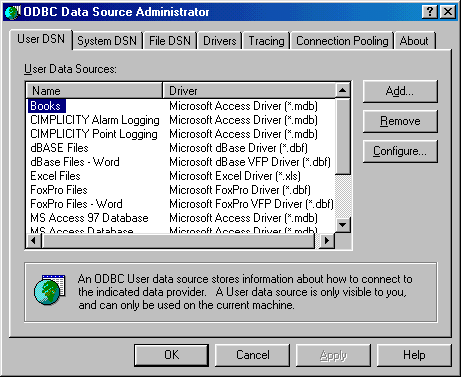 ODBC Data Source Administrator
User DSN System DSN File DSN Drivers Tracing Connection Pooling About
User Data Sources:
Name Driver
Books Microsoft Access Driver (*.mdb)
CIMPLICITY Alarm Logging Microsoft Access Driver (*.mdb)
CIMPLICITY Point Logging Microsoft Access Driver (*.mdb)
dBASE Files Microsoft dBase Driver (*.dbf)
dBase Files - Word Microsoft dBase VFP Driver (*.dbf)
Excel Files Microsoft Excel Driver (*.xls)
FoxPro Files Microsoft FoxPro Driver (*.dbf)
FoxPro Files - Word Microsoft FoxPro VFP Driver (*.dbf)
MS Access 97 Database Microsoft Access Driver (*.mdb)
MS Access Database Microsoft Access Driver (*.mdb)
Add...
Remove
Configure...
An ODBC User data source stores information about how to connect
to the indicated data provider. A User data source is only visible to you,
and can only be used on the current machine.
OK Cancel Apply Help